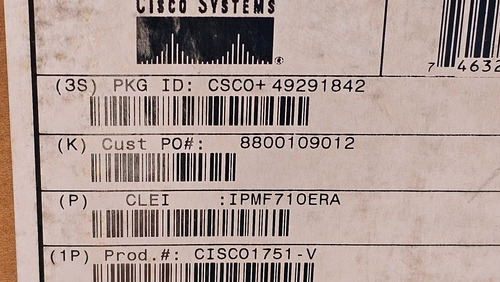 CISCO SYSTEMS
®
7 4632
(3S) PKG ID: CSCO+49291842
(K) Cust PO#: 8800109012
(P) CLEI :IPMF710ERA
(1P) Prod.#: CISCO1751-V